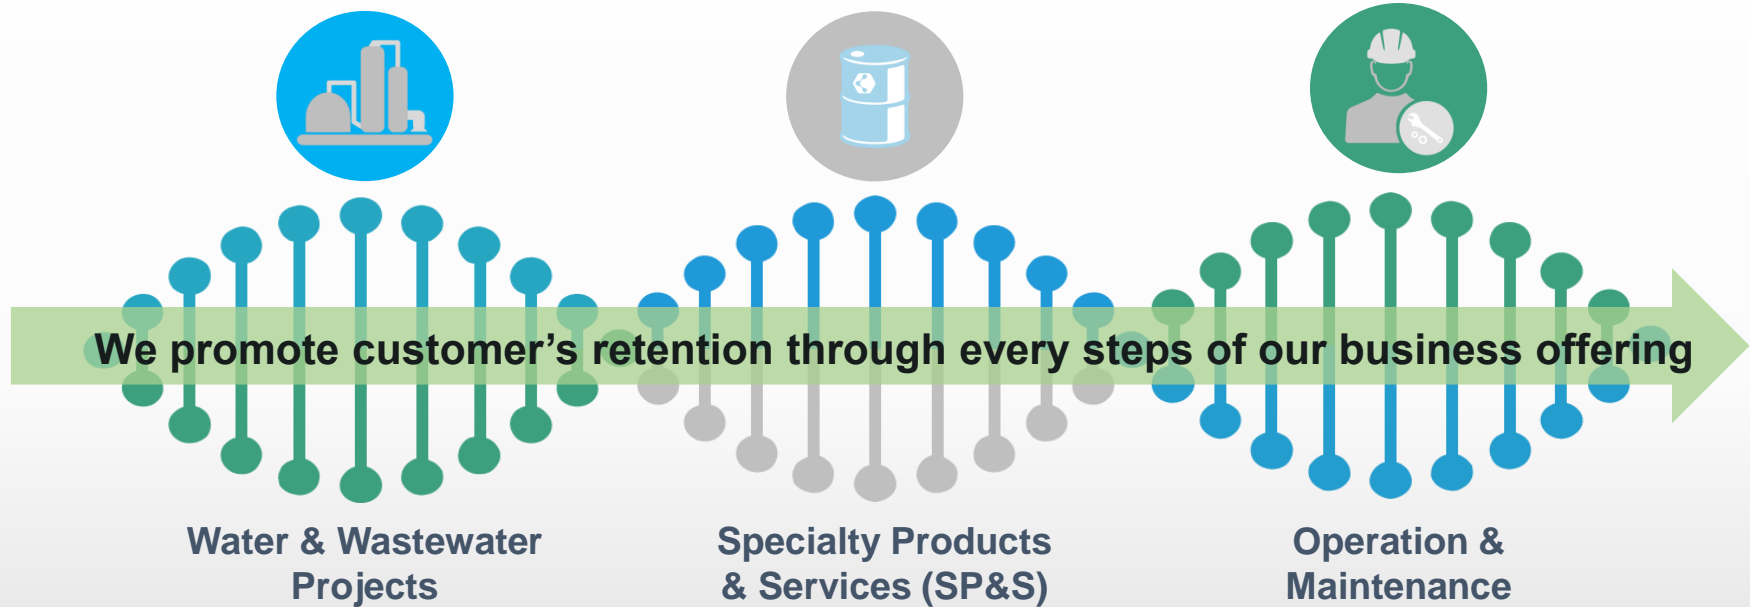 We promote customer’s retention through every steps of our business offering
Water & Wastewater
Projects
Specialty Products
& Services (SP&S)
Operation &
Maintenance